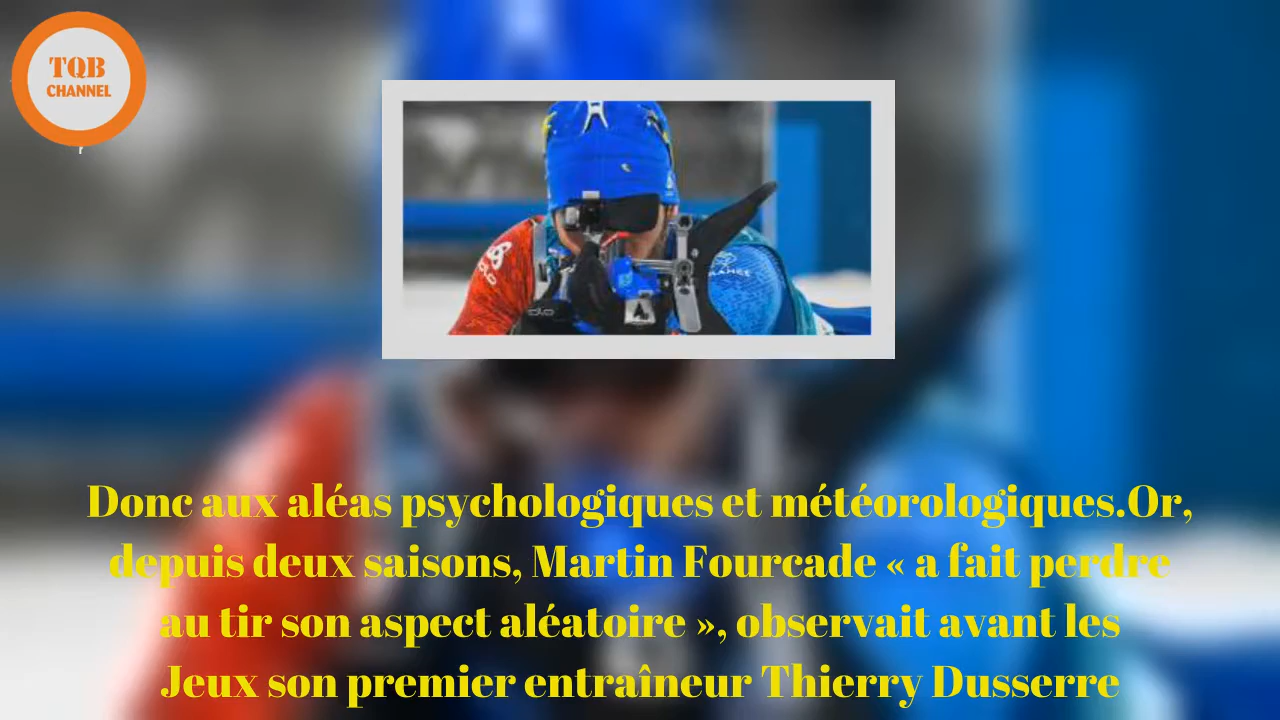 TQB
CHANNEL
r
Donc aux aléas psychologiques et météorologiques.Or,
depuis deux saisons, Martin Fourcade « a fait perdre
au tir son aspect aléatoire », observait avant les
Jeux son premier entraîneur Thierry Dusserre